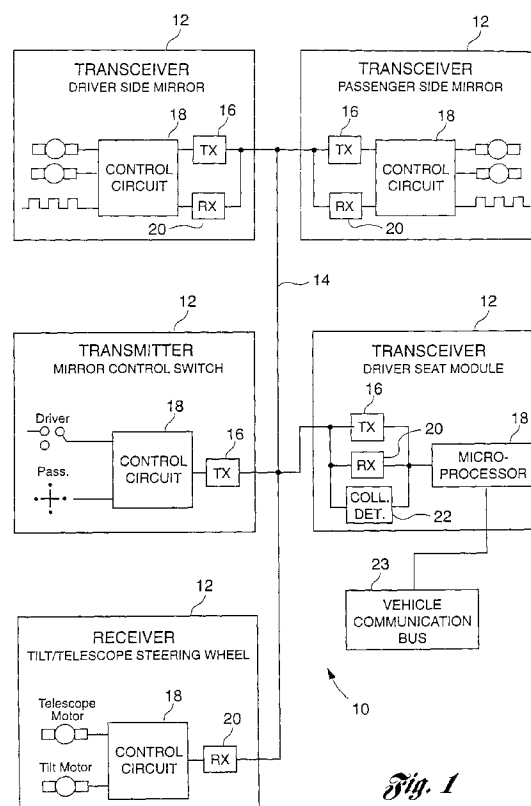 12
TRANSCEIVER
DRIVER SIDE MIRROR
18
16
CONTROL
CIRCUIT
TX
RX
20
12
TRANSCEIVER
PASSENGER SIDE MIRROR
16
18
TX
CONTROL
CIRCUIT
RX
20
14
12
TRANSMITTER
MIRROR CONTROL SWITCH
Driver
18
16
Pass.
CONTROL
CIRCUIT
TX
12
TRANSCEIVER
DRIVER SEAT MODULE
16
TX
20
18
RX
MICRO-
PROCESSOR
COLL.
DET.
22
23
VEHICLE
COMMUNICATION
BUS
12
RECEIVER
TILT/TELESCOPE STEERING WHEEL
Telescope
Motor
18
20
CONTROL
CIRCUIT
RX
Tilt Motor
10
Fig. 1